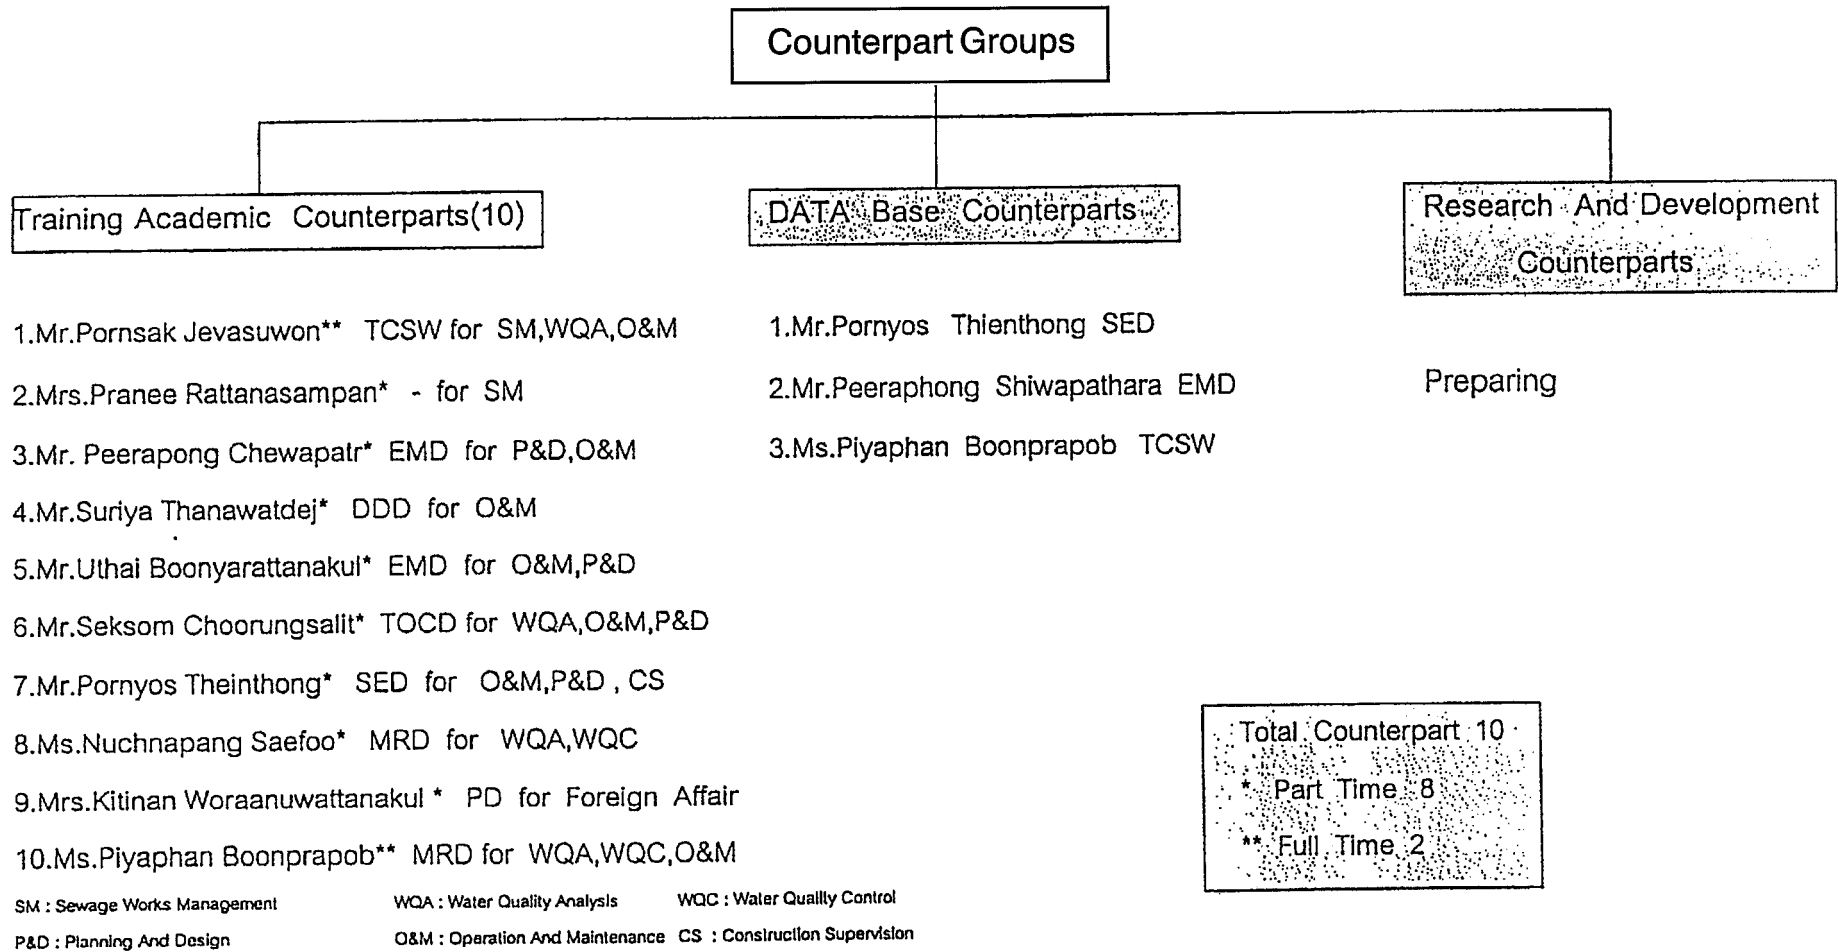 Counterpart Groups
Training Academic Counterparts(10)
1.Mr.Pornsak Jevasuwon** TCSW for SM,WQA,O&M
2.Mrs.Pranee Rattanasampan* - for SM
3.Mr. Peerapong Chewapatr* EMD for P&D,O&M
4.Mr.Suriya Thanawatdej* DDD for O&M
5.Mr.Uthai Boonyarattanakul* EMD for O&M,P&D
6.Mr.Seksom Choorungsalit* TOCD for WQA,O&M,P&D
7.Mr.Pornyos Theinthong* SED for O&M,P&D , CS
8.Ms.Nuchnapang Saefoo* MRD for WQA,WQC
9.Mrs.Kitinan Woraanuwattanakul * PD for Foreign Affair
10.Ms.Piyaphan Boonprapob** MRD for WQA,WQC,O&M
DATA Base Counterparts
1.Mr.Pornyos Thienthong SED
2.Mr.Peeraphong Shiwapathara EMD
3.Ms.Piyaphan Boonprapob TCSW
Research And Development
Counterparts
Preparing
Total Counterpart 10
* Part Time 8
** Full Time 2
SM : Sewage Works Management WQA : Water Quality Analysis WQC : Water Quality Control
P&D : Planning And Design O&M : Operation And Maintenance CS : Construction Supervision